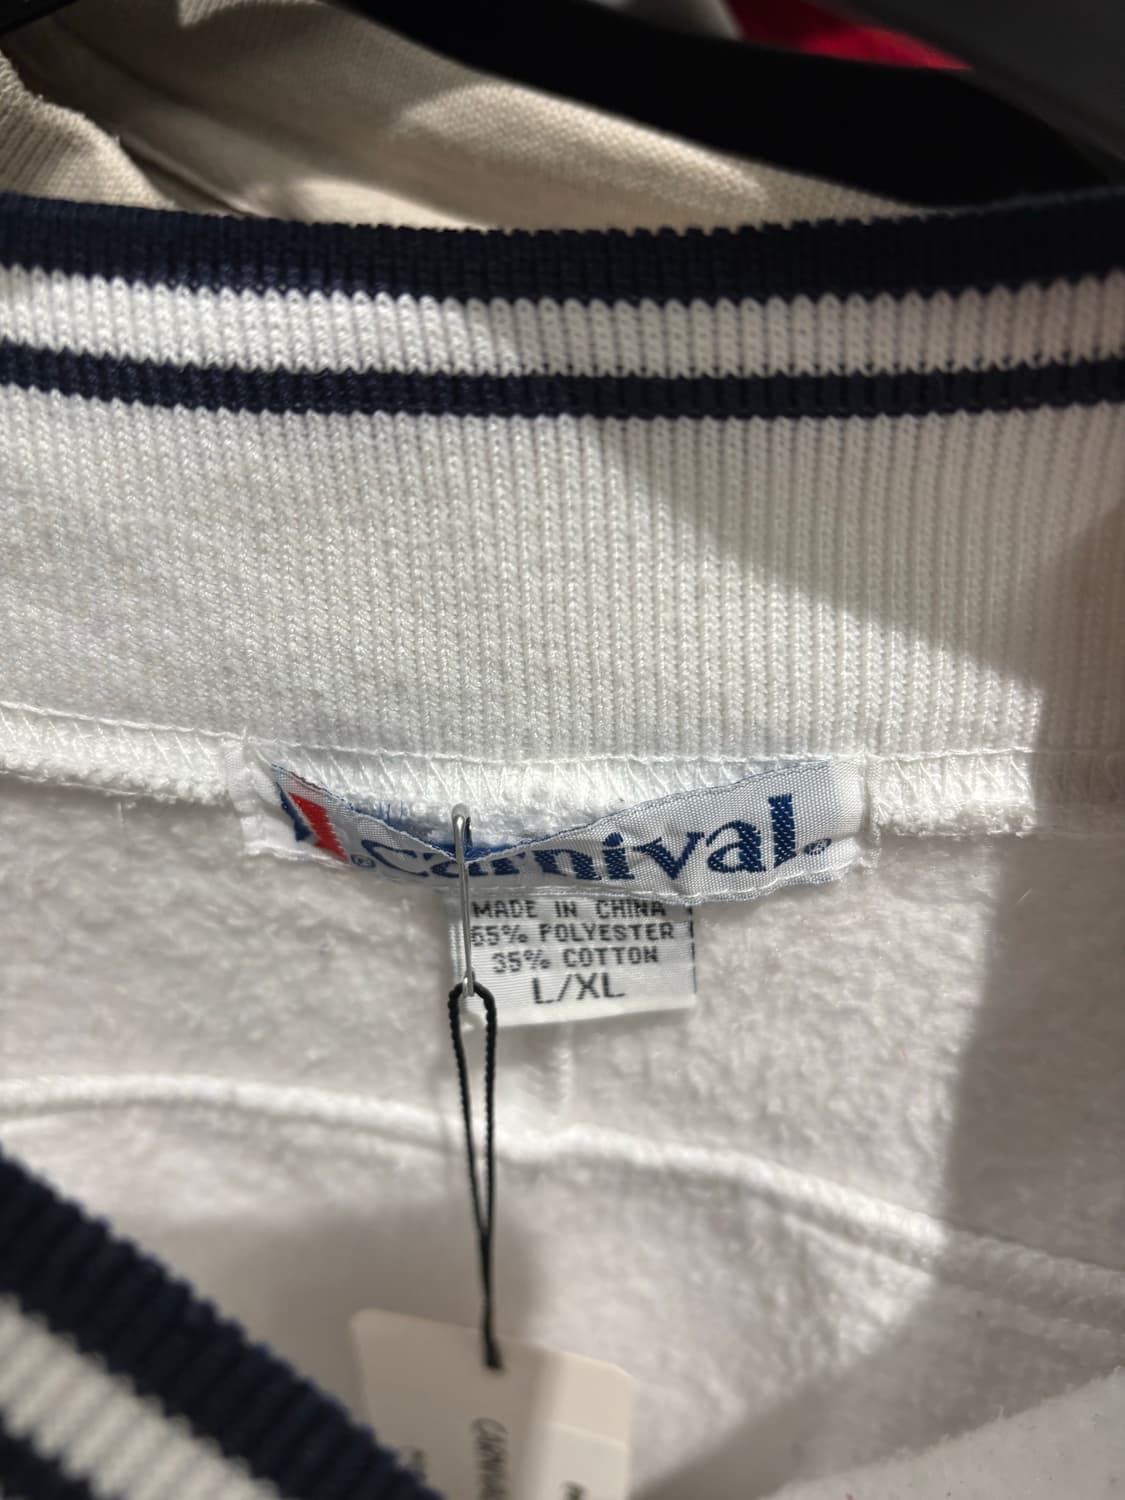 ® Carnival®
MADE IN CHINA
65% POLYESTER
35% COTTON
L/XL